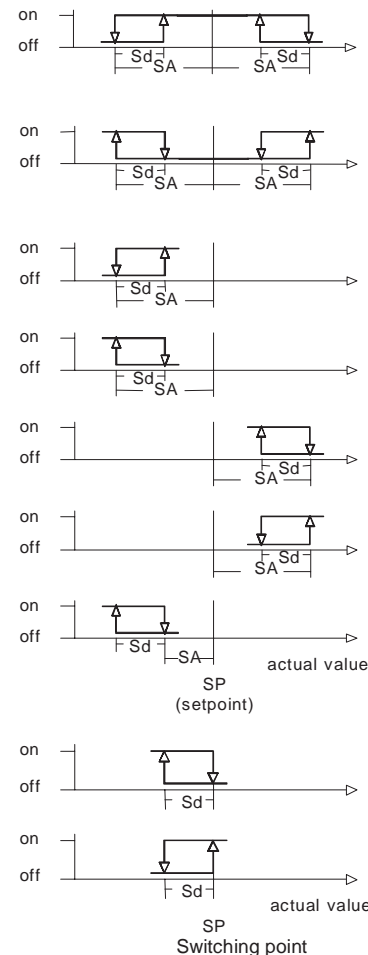 on
off
Sd Sd
SA SA
on
off
Sd Sd
SA SA
on
off
Sd
SA
on
off
Sd
SA
on
off
Sd
SA
on
off
Sd
SA
on
off
Sd SA
actual value
SP
(setpoint)
on
off
Sd
on
off
Sd
actual value
SP
Switching point